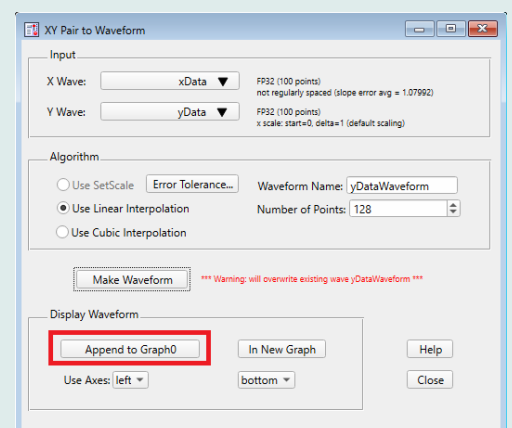 XY Pair to Waveform
Input
X Wave: xData ▼ FP32 (100 points)
not regularly spaced (slope error avg = 1.07992)
Y Wave: yData ▼ FP32 (100 points)
x scale: start=0, delta=1 (default scaling)
Algorithm
Use SetScale Error Tolerance... Waveform Name: yDataWaveform
Use Linear Interpolation Number of Points: 128
Use Cubic Interpolation
Make Waveform *** Warning: will overwrite existing wave yDataWaveform ***
Display Waveform
Append to Graph0 In New Graph Help
Use Axes: left bottom Close